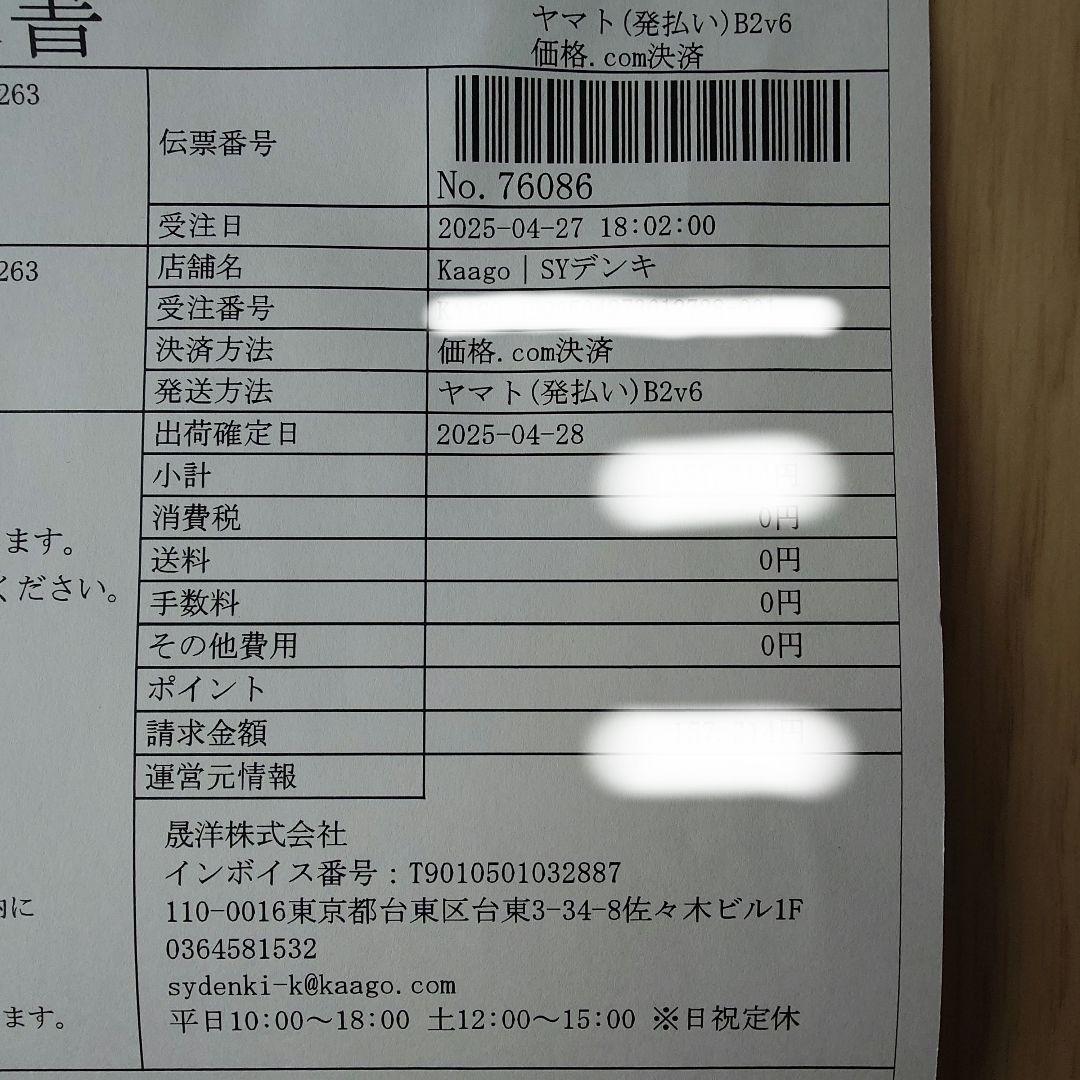 書
ヤマト(発払い)B2v6
価格.com決済
263
伝票番号
No. 76086
受注日 2025-04-27 18:02:00
263
店舗名 Kaago｜SYデンキ
受注番号
決済方法 価格.com決済
発送方法 ヤマト(発払い)B2v6
出荷確定日 2025-04-28
小計 円
消費税 0円
ます。
送料 0円
ください。
手数料 0円
その他費用 0円
ポイント
請求金額 円
運営元情報
晟洋株式会社
インボイス番号：T9010501032887
内に
110-0016東京都台東区台東3-34-8佐々木ビル1F
0364581532
sydenki-k@kaago.com
ます。
平日10:00～18:00 土12:00～15:00 ※日祝定休